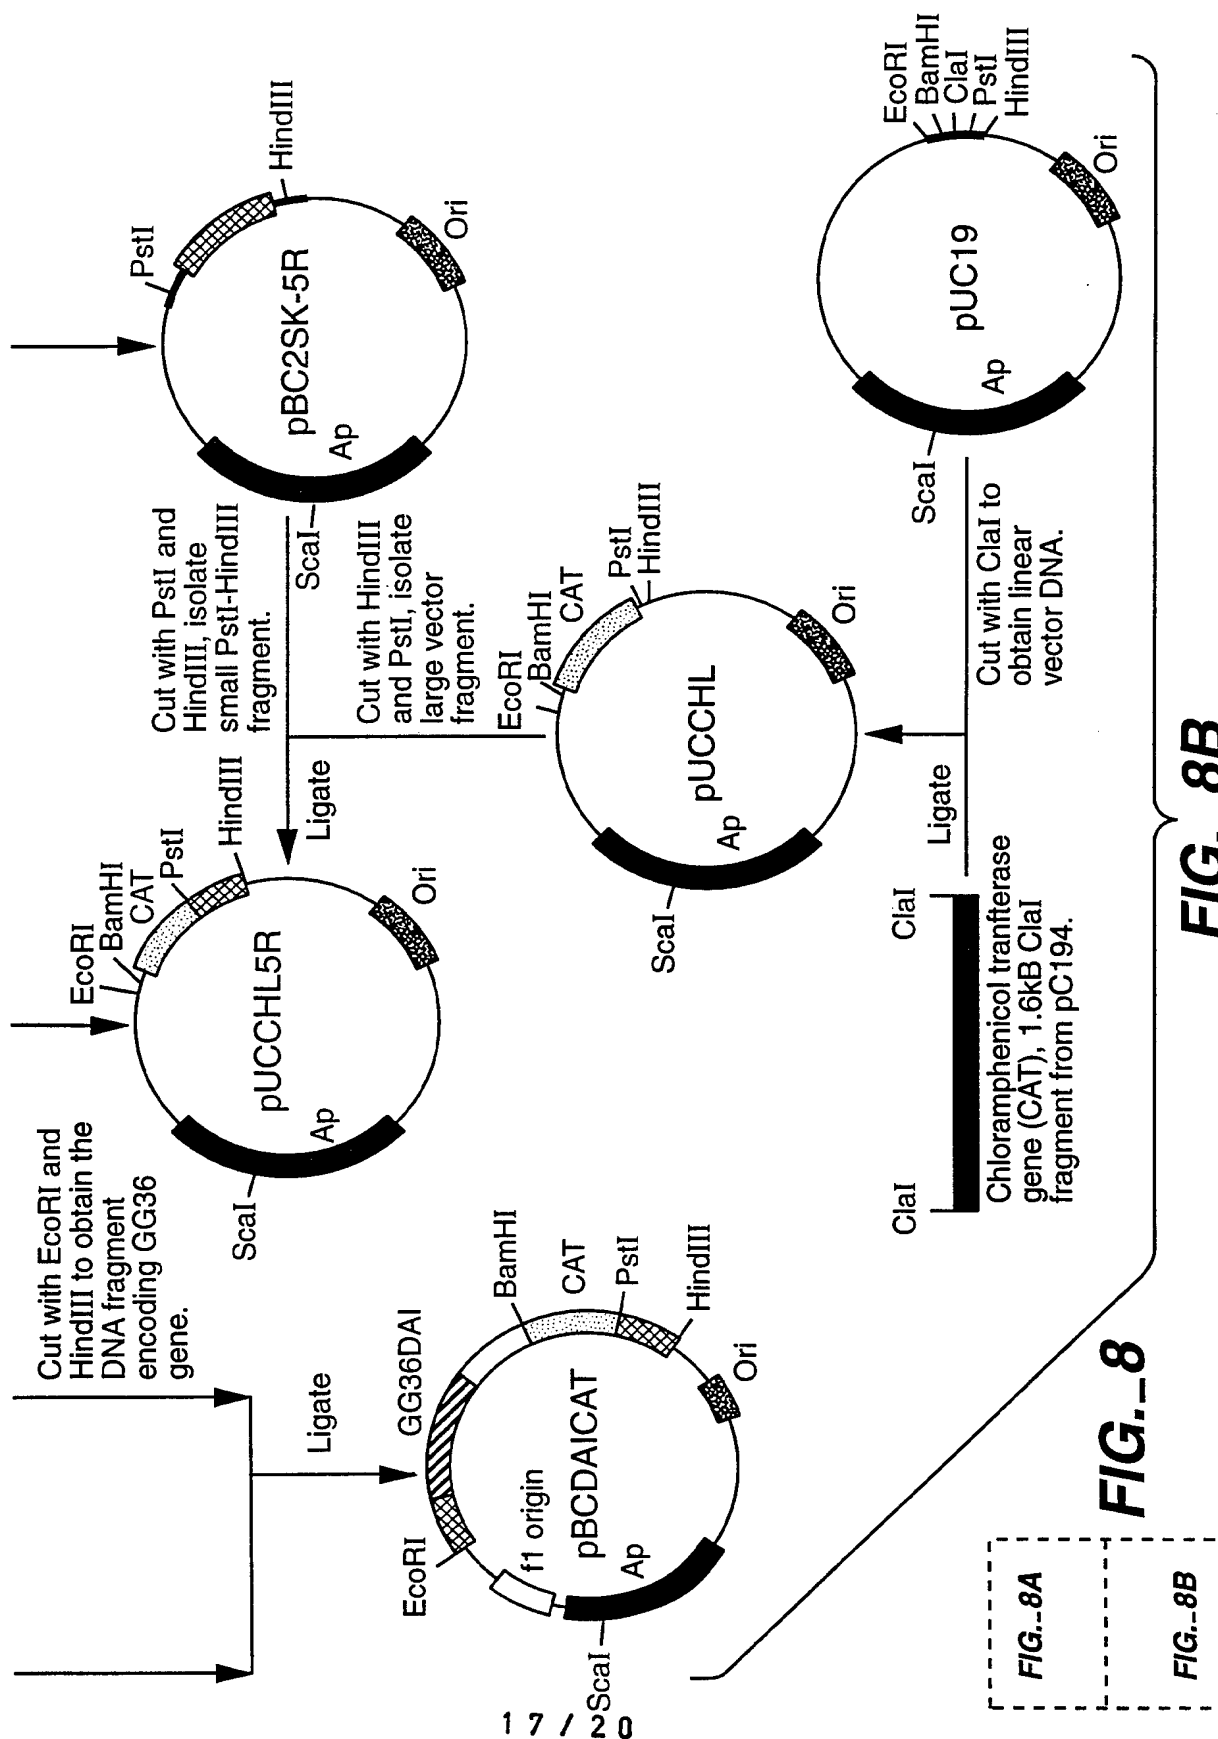 Cut with EcoRI and
HindIII to obtain the
DNA fragment
encoding GG36
gene.
Ligate
GG36DAI
BamHI
CAT
PstI
HindIII
Ori
EcoRI
f1 origin
pBCDAICAT
Ap
ScaI
EcoRI
BamHI
CAT
PstI
HindIII
pUCCHL5R
Ap
ScaI
Ori
Ligate
Cut with PstI and
HindIII, isolate
small PstI-HindIII
fragment.
Cut with HindIII
and PstI, isolate
large vector
fragment.
PstI
HindIII
pBC2SK-5R
Ap
ScaI
Ori
EcoRI
BamHI
CAT
PstI
HindIII
pUCCHL
Ap
ScaI
Ori
Ligate
Cut with ClaI to
obtain linear
vector DNA.
EcoRI
BamHI
ClaI
PstI
HindIII
pUC19
Ap
ScaI
Ori
ClaI
ClaI
Chloramphenicol tranfterase
gene (CAT), 1.6kB ClaI
fragment from pC194.
FIG._8B
FIG._8
FIG._8A
FIG._8B
17/20